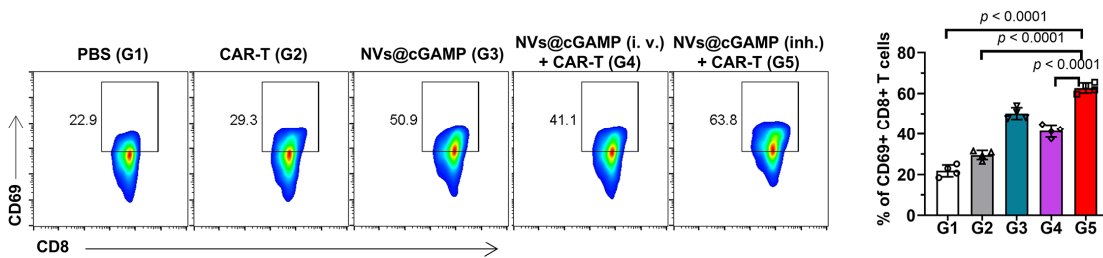 PBS (G1)
CAR-T (G2)
NVs@cGAMP (G3)
NVs@cGAMP (i. v.)
+ CAR-T (G4)
NVs@cGAMP (inh.)
+ CAR-T (G5)
22.9
29.3
50.9
41.1
63.8
CD69
CD8
p < 0.0001
p < 0.0001
p < 0.0001
% of CD69+ CD8+ T cells
80
60
40
20
0
G1 G2 G3 G4 G5